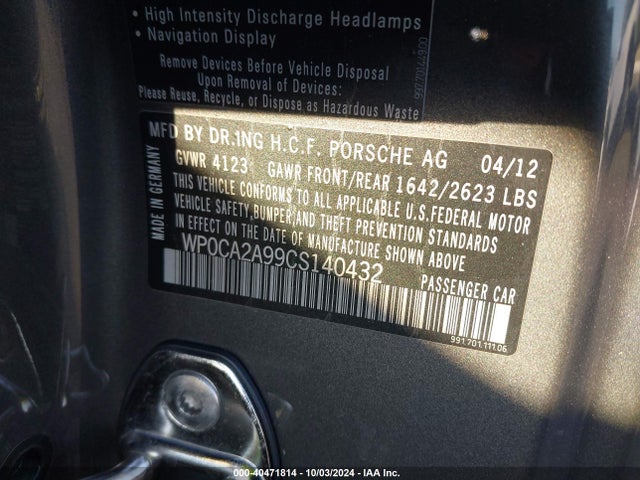 • High Intensity Discharge Headlamps
• Navigation Display
Remove Devices Before Vehicle Disposal
Upon Removal of Devices:
Please Reuse, Recycle, or Dispose as Hazardous Waste
MFD BY DR.ING H.C.F. PORSCHE AG 04/12
GVWR 4123 GAWR FRONT/REAR 1642/2623 LBS
THIS VEHICLE CONFORMS TO ALL APPLICABLE U.S.FEDERAL MOTOR
VEHICLE SAFETY,BUMPER,AND THEFT PREVENTION STANDARDS
IN EFFECT ON THE DATE OF MANUFACTURE SHOWN ABOVE
WP0CA2A99CS140432
PASSENGER CAR
MADE IN GERMANY
991.701.111.06
000-40471814 - 10/03/2024 - IAA Inc.